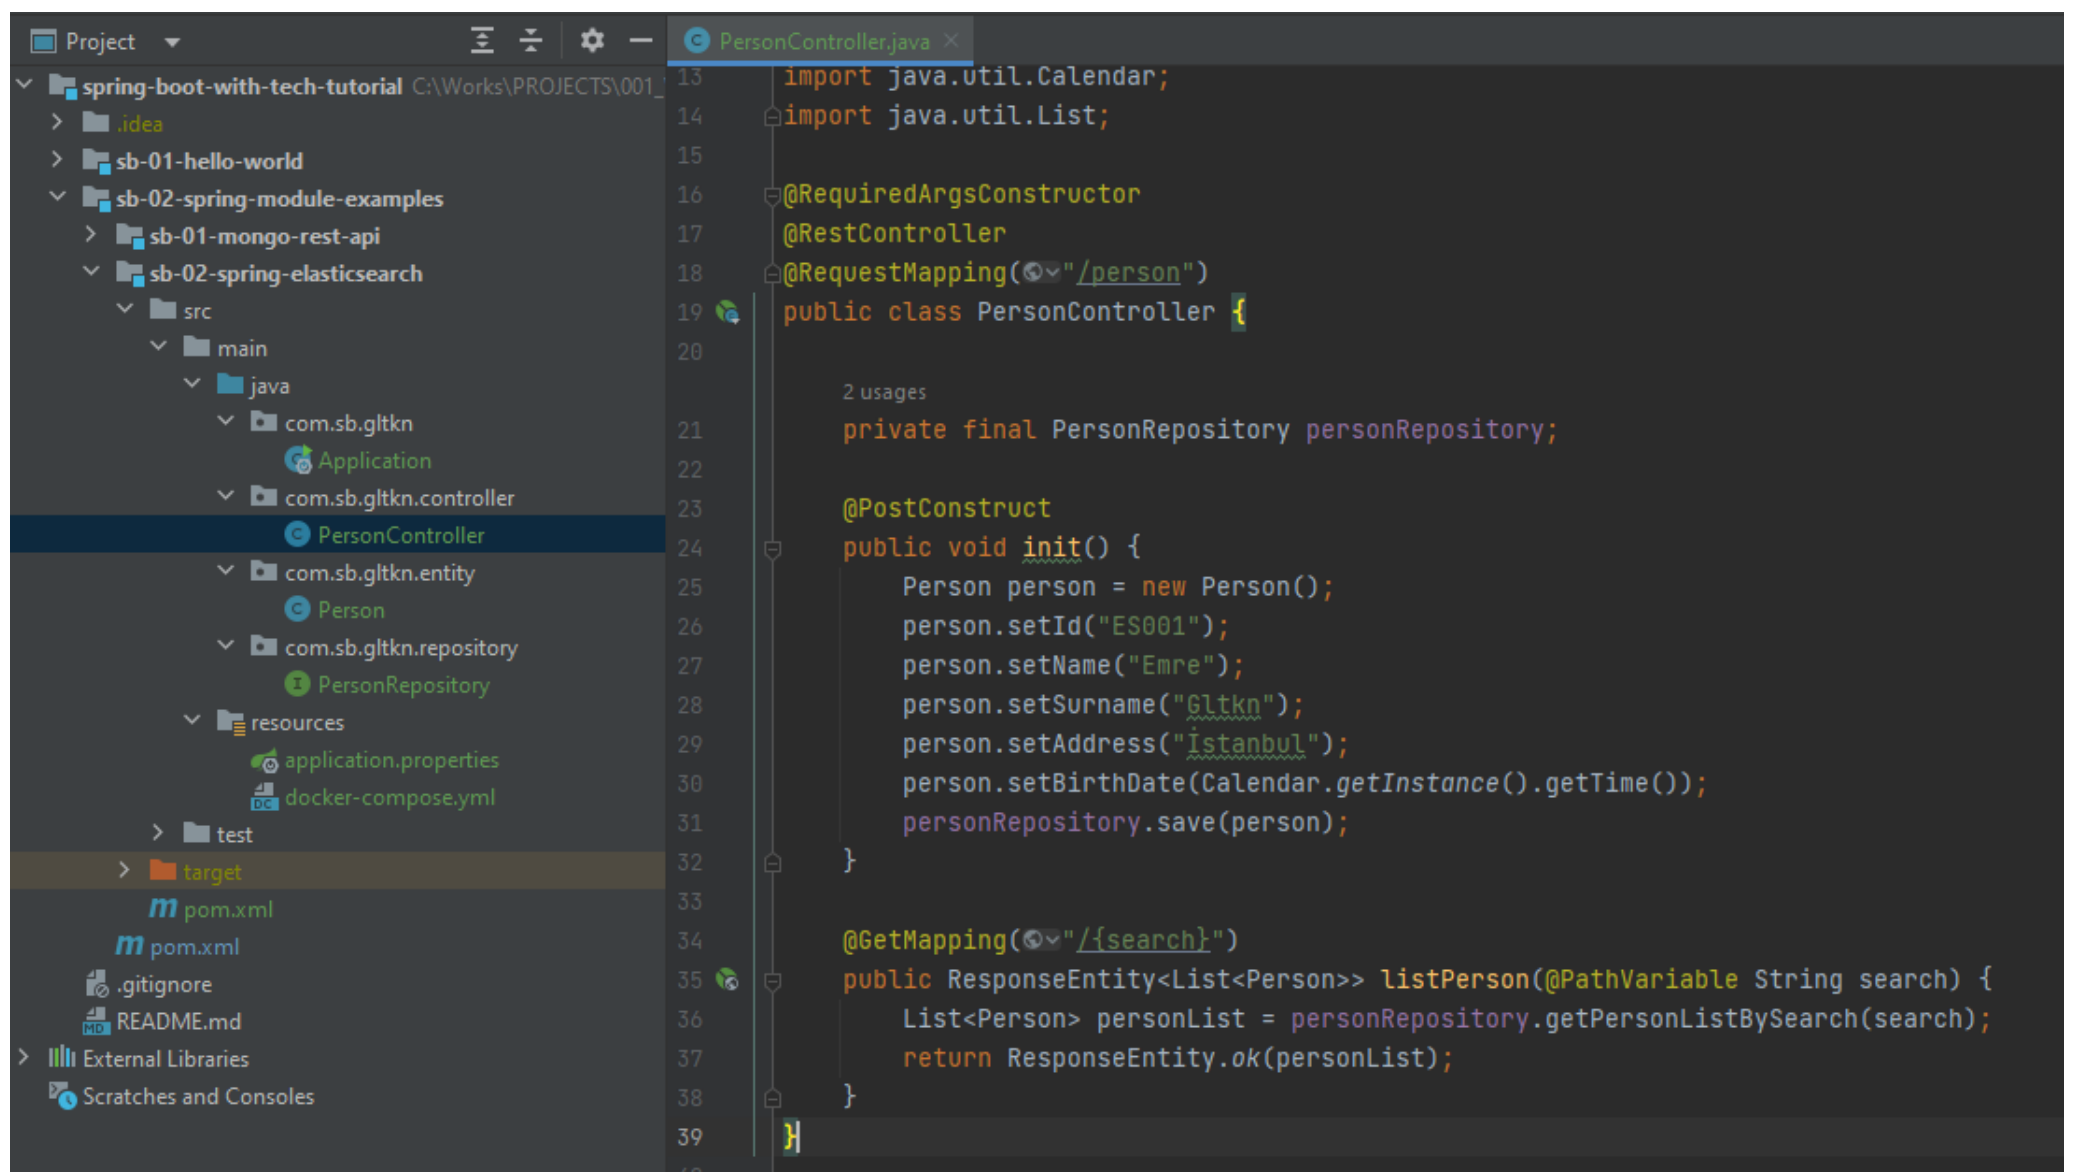 Project
spring-boot-with-tech-tutorial C:\Works\PROJECTS\001_
.idea
sb-01-hello-world
sb-02-spring-module-examples
sb-01-mongo-rest-api
sb-02-spring-elasticsearch
src
main
java
com.sb.gltkn
Application
com.sb.gltkn.controller
PersonController
com.sb.gltkn.entity
Person
com.sb.gltkn.repository
PersonRepository
resources
application.properties
docker-compose.yml
test
target
pom.xml
pom.xml
.gitignore
README.md
External Libraries
Scratches and Consoles
PersonController.java
13 import java.util.Calendar;
14 import java.util.List;
15
16 @RequiredArgsConstructor
17 @RestController
18 @RequestMapping("/person")
19 public class PersonController {
20
2 usages
21 private final PersonRepository personRepository;
22
23 @PostConstruct
24 public void init() {
25 Person person = new Person();
26 person.setId("ES001");
27 person.setName("Emre");
28 person.setSurname("Gltkn");
29 person.setAddress("İstanbul");
30 person.setBirthDate(Calendar.getInstance().getTime());
31 personRepository.save(person);
32 }
33
34 @GetMapping("/{search}")
35 public ResponseEntity<List<Person>> listPerson(@PathVariable String search) {
36 List<Person> personList = personRepository.getPersonListBySearch(search);
37 return ResponseEntity.ok(personList);
38 }
39 }